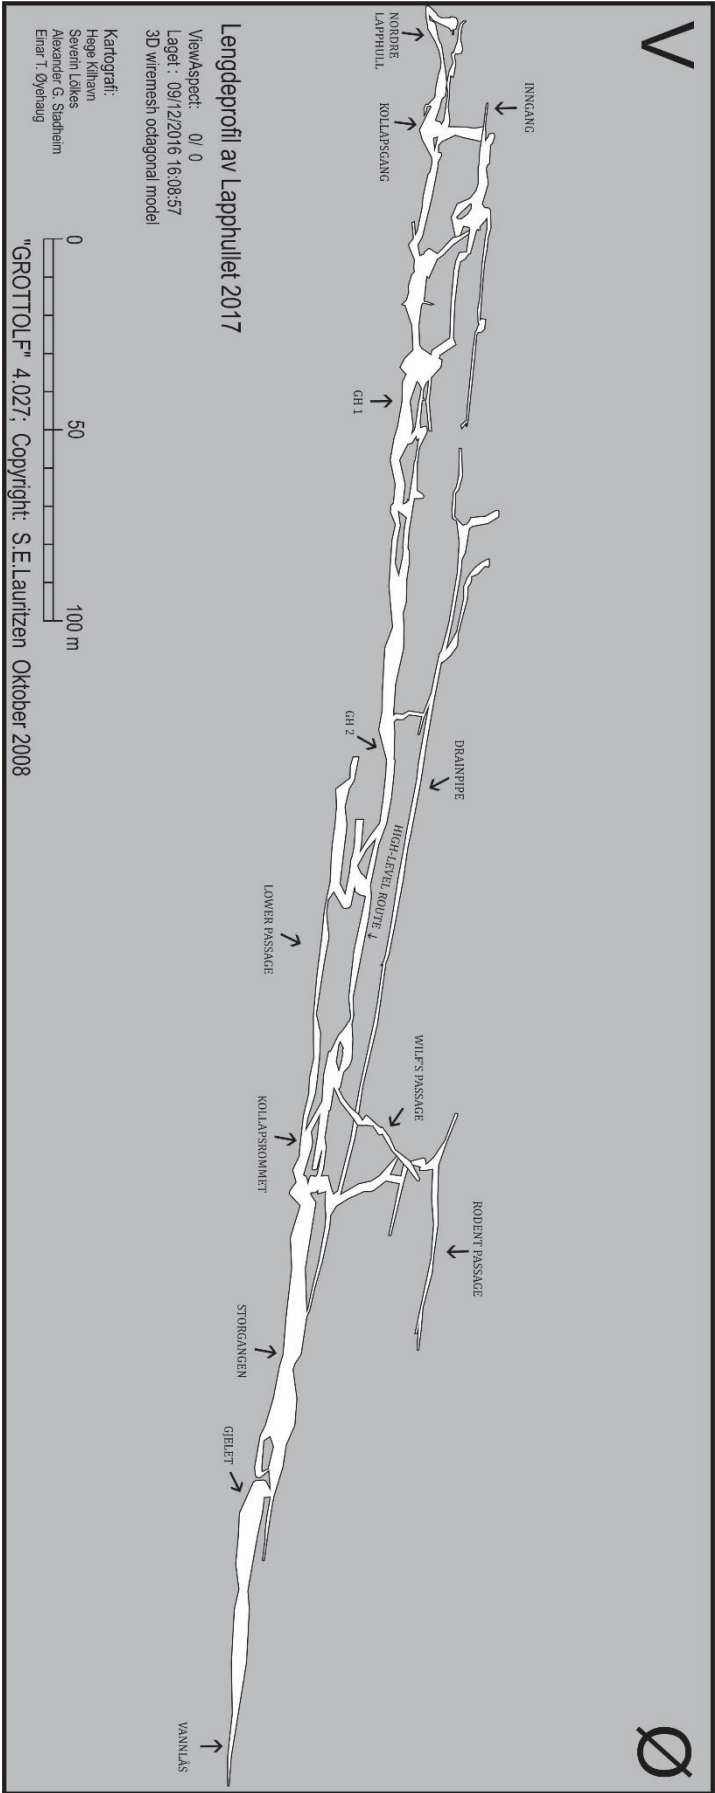 V
Ø
INNGANG
NORDRE
LAPPHULL
KOLLAPSGANG
GH 1
GH 2
DRAINPIPE
HIGH-LEVEL ROUTE ↓
LOWER PASSAGE
WILF'S PASSAGE
RODENT PASSAGE
KOLLAPSROMMET
STORGANGEN
GJELET
VANNLÅS
Lengdeprofil av Lapphullet 2017
ViewAspect: 0/ 0
Laget : 09/12/2016 16:08:57
3D wiremesh octagonal model
Kartografi:
Hege Kilhavn
Severin Lölkes
Alexander G. Stadheim
Einar T. Øyehaug
0 50 100 m
"GROTTOLF" 4.027; Copyright: S.E.Lauritzen Oktober 2008